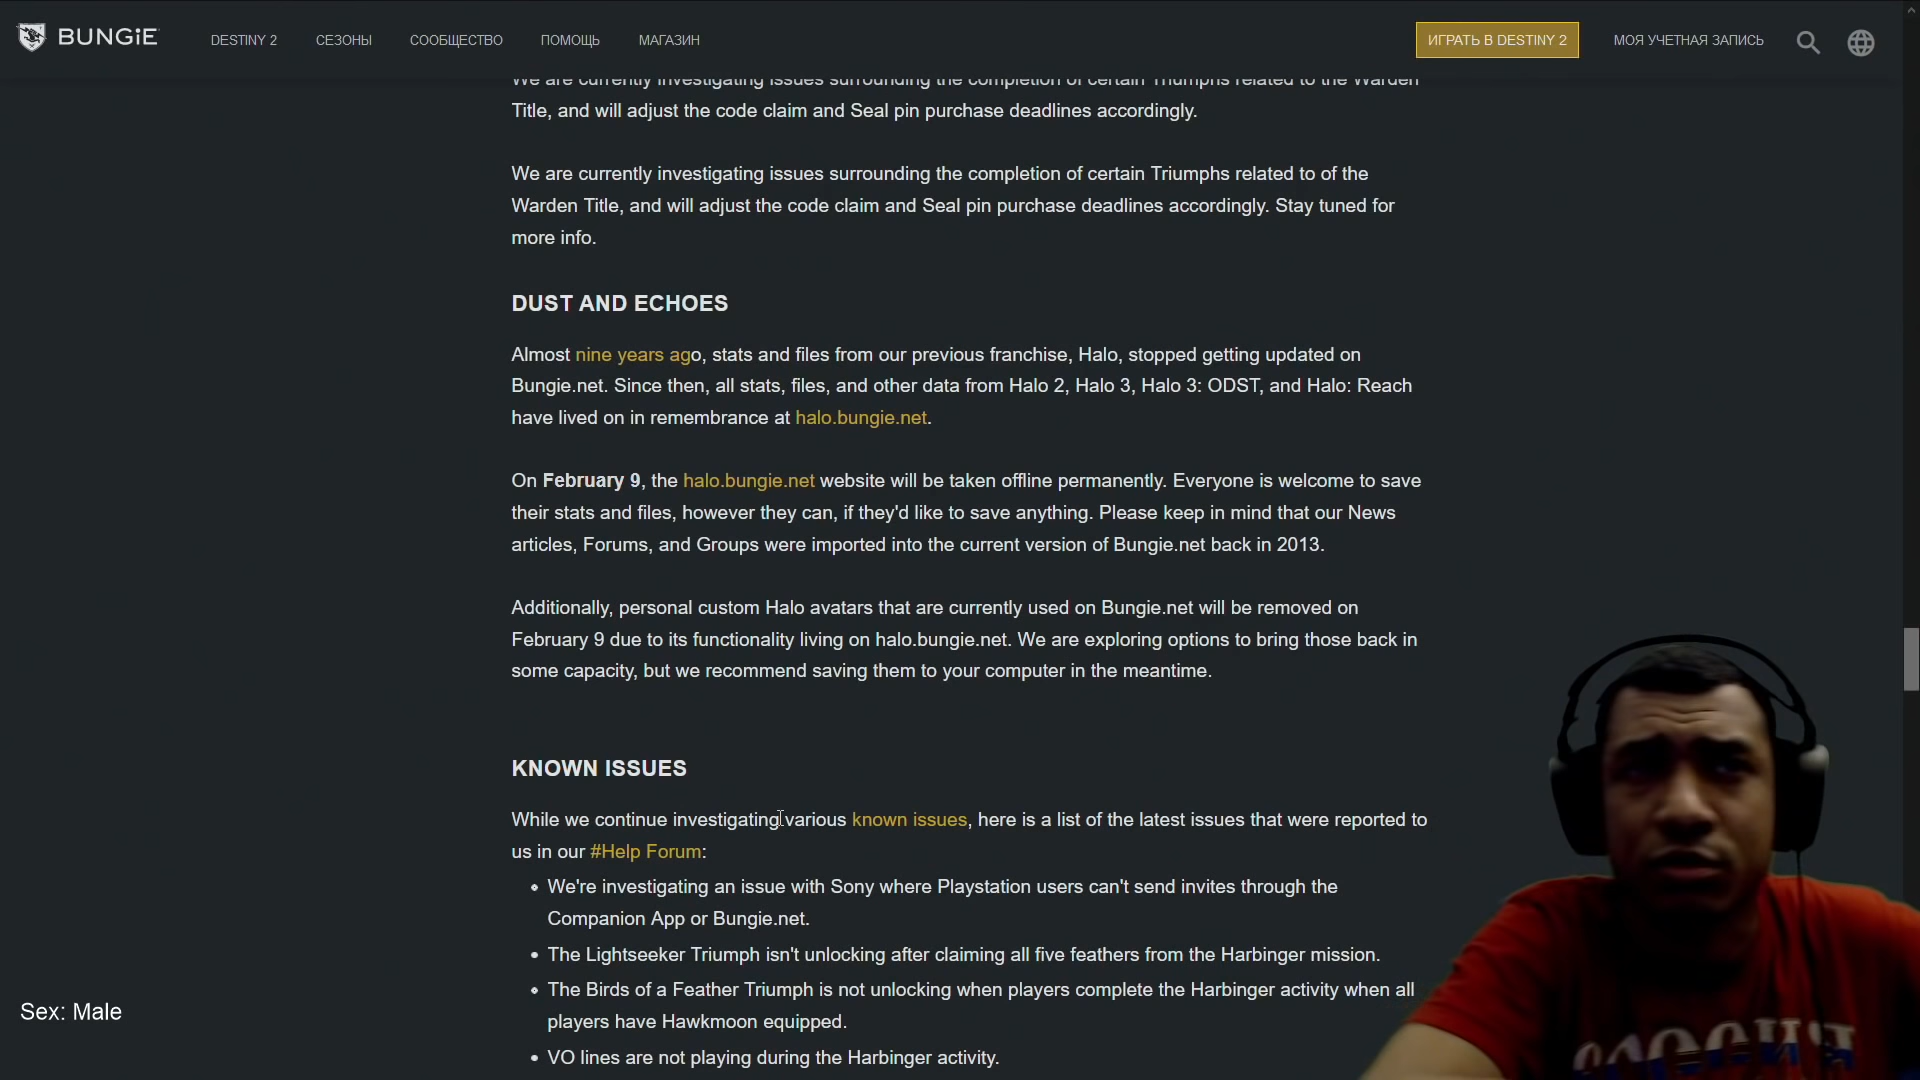 BUNGiE
DESTINY 2 СЕЗОНЫ СООБЩЕСТВО ПОМОЩЬ МАГАЗИН ИГРАТЬ В DESTINY 2 МОЯ УЧЕТНАЯ ЗАПИСЬ
We are currently investigating issues surrounding the completion of certain Triumphs related to the Warden
Title, and will adjust the code claim and Seal pin purchase deadlines accordingly.
We are currently investigating issues surrounding the completion of certain Triumphs related to of the
Warden Title, and will adjust the code claim and Seal pin purchase deadlines accordingly. Stay tuned for
more info.
DUST AND ECHOES
Almost nine years ago, stats and files from our previous franchise, Halo, stopped getting updated on
Bungie.net. Since then, all stats, files, and other data from Halo 2, Halo 3, Halo 3: ODST, and Halo: Reach
have lived on in remembrance at halo.bungie.net.
On February 9, the halo.bungie.net website will be taken offline permanently. Everyone is welcome to save
their stats and files, however they can, if they'd like to save anything. Please keep in mind that our News
articles, Forums, and Groups were imported into the current version of Bungie.net back in 2013.
Additionally, personal custom Halo avatars that are currently used on Bungie.net will be removed on
February 9 due to its functionality living on halo.bungie.net. We are exploring options to bring those back in
some capacity, but we recommend saving them to your computer in the meantime.
KNOWN ISSUES
While we continue investigating various known issues, here is a list of the latest issues that were reported to
us in our #Help Forum:
• We're investigating an issue with Sony where Playstation users can't send invites through the
Companion App or Bungie.net.
• The Lightseeker Triumph isn't unlocking after claiming all five feathers from the Harbinger mission.
• The Birds of a Feather Triumph is not unlocking when players complete the Harbinger activity when all
players have Hawkmoon equipped.
• VO lines are not playing during the Harbinger activity.
Sex: Male